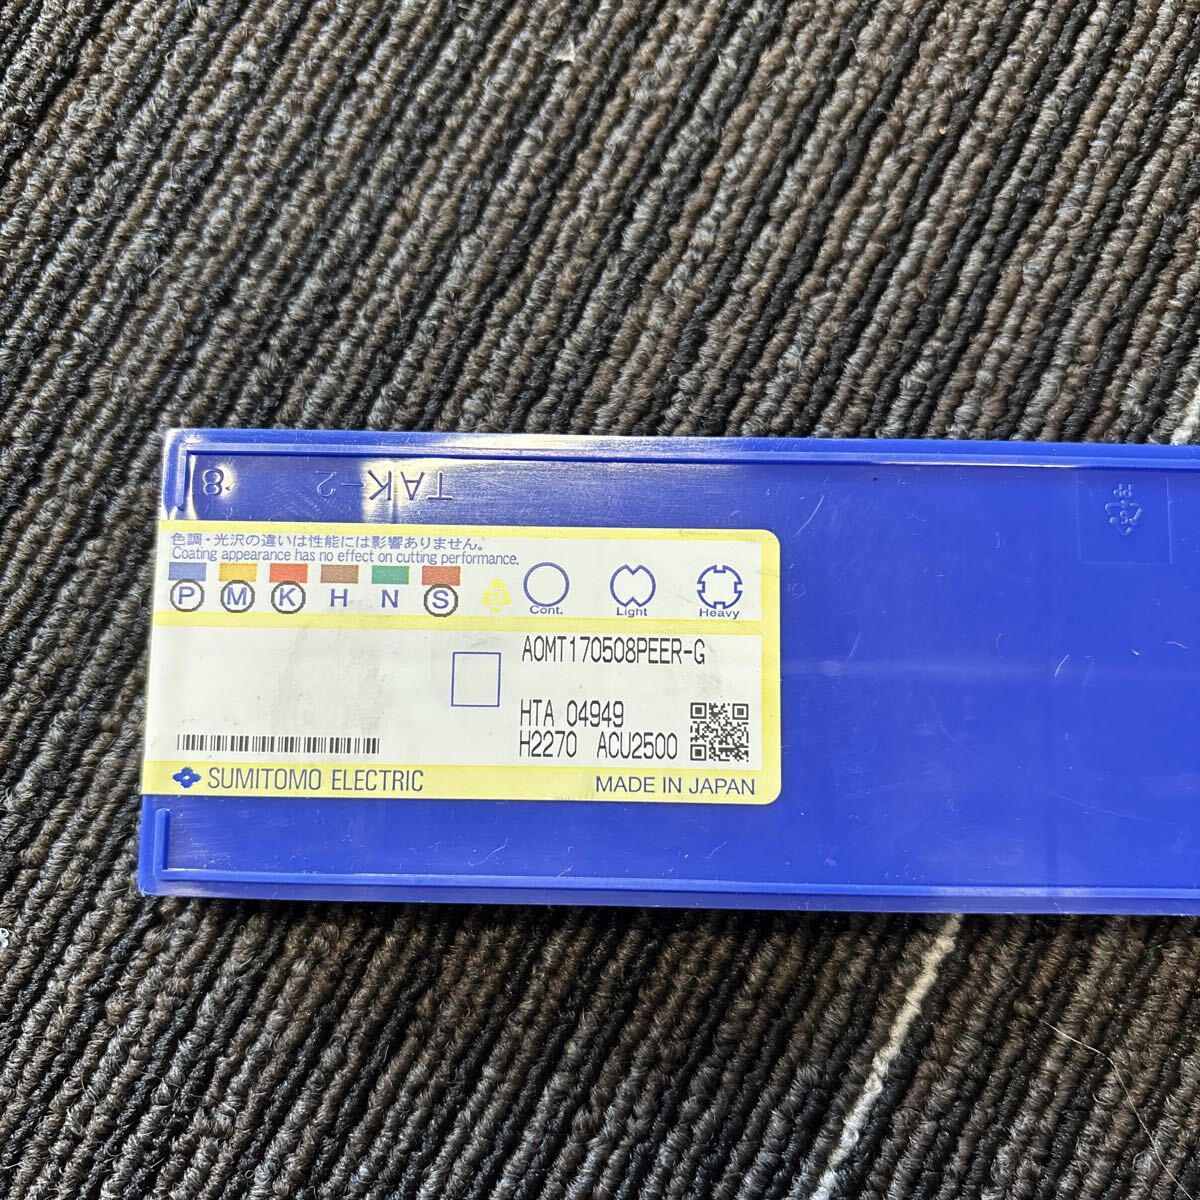 8 TAK-2
色調・光沢の違いは性能には影響ありません。
Coating appearance has no effect on cutting performance.
P M K H N S Cont. Light Heavy
AOMT170508PEER-G
HTA 04949
H2270 ACU2500
SUMITOMO ELECTRIC MADE IN JAPAN